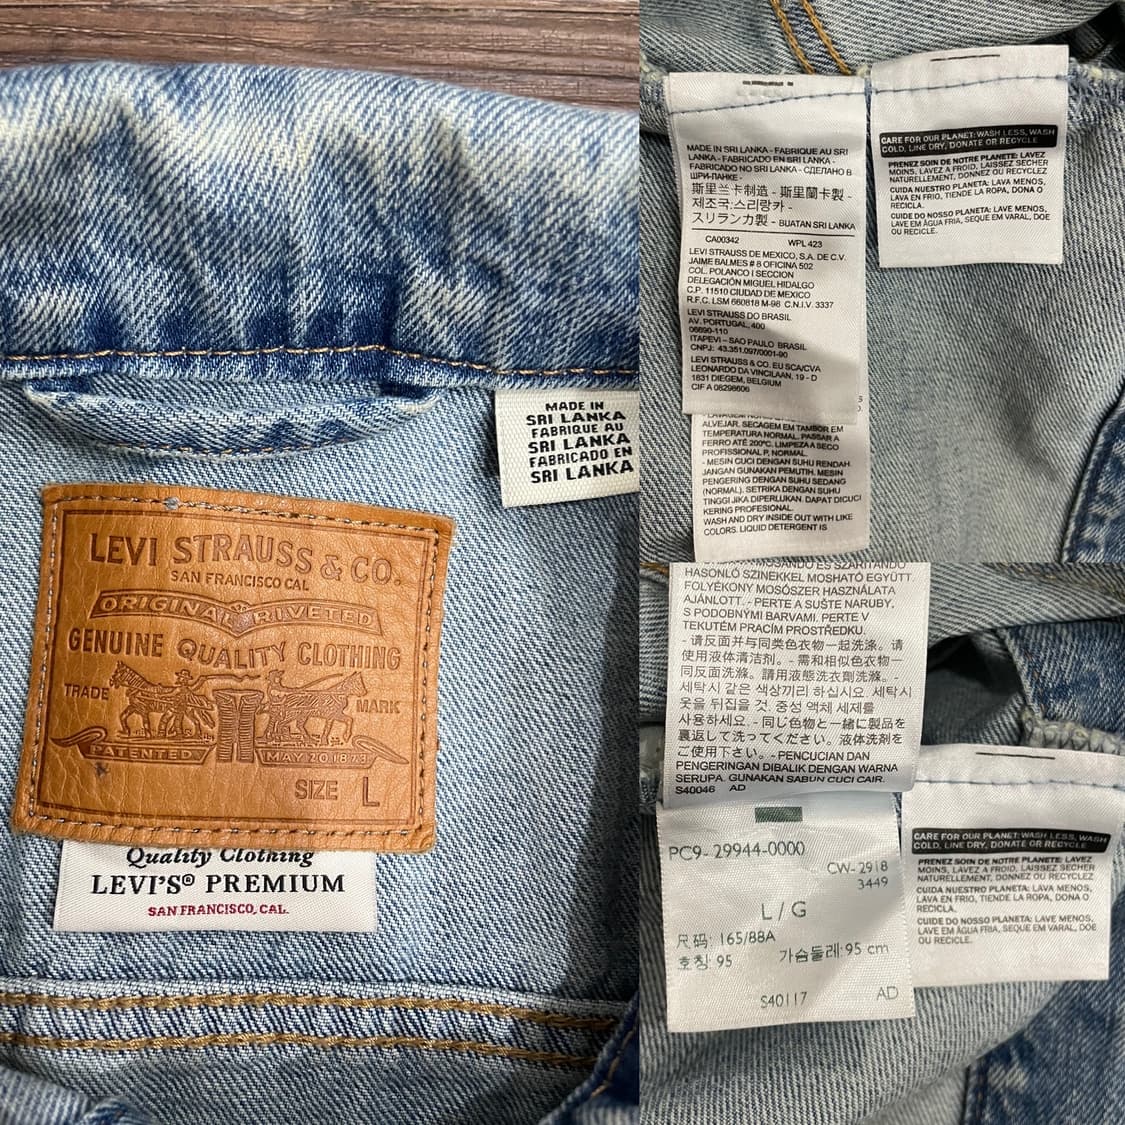 LEVI STRAUSS & CO.
SAN FRANCISCO CAL
ORIGINAL RIVETED
GENUINE QUALITY CLOTHING
TRADE MARK
PATENTED MAY 20 1873
SIZE L
Quality Clothing
LEVI'S® PREMIUM
SAN FRANCISCO, CAL.
MADE IN
SRI LANKA
FABRIQUE AU
SRI LANKA
FABRICADO EN
SRI LANKA
MADE IN SRI LANKA - FABRIQUE AU SRI
LANKA - FABRICADO EN SRI LANKA -
FABRICADO NO SRI LANKA - СДЕЛАНО В
ШРИ-ЛАНКЕ -
斯里兰卡制造 - 斯里蘭卡製 -
제조국:스리랑카 -
スリランカ製 - BUATAN SRI LANKA
CA00342 WPL 423
LEVI STRAUSS DE MEXICO, S.A. DE C.V.
JAIME BALMES # 8 OFICINA 502
COL. POLANCO I SECCION
DELEGACIÓN MIGUEL HIDALGO
C.P. 11510 CIUDAD DE MEXICO
R.F.C. LSM 660818 M-96 C.N.I.V. 3337
LEVI STRAUSS DO BRASIL
AV. PORTUGAL, 400
06690-110
ITAPEVI – SAO PAULO BRASIL
CNPJ: 43.351.097/0001-90
LEVI STRAUSS & CO. EU SCA/CVA
LEONARDO DA VINCILAAN, 19 - D
1831 DIEGEM, BELGIUM
CIF A 08298606
ALVEJAR. SECAGEM EM TAMBOR EM
TEMPERATURA NORMAL. PASSAR A
FERRO ATÉ 200ºC. LIMPEZA A SECO
PROFISSIONAL P, NORMAL.
- MESIN CUCI DENGAN SUHU RENDAH
JANGAN GUNAKAN PEMUTIH. MESIN
PENGERING DENGAN SUHU SEDANG
(NORMAL). SETRIKA DENGAN SUHU
TINGGI JIKA DIPERLUKAN. DAPAT DICUCI
KERING PROFESIONAL.
WASH AND DRY INSIDE OUT WITH LIKE
COLORS. LIQUID DETERGENT IS
CARE FOR OUR PLANET: WASH LESS, WASH
COLD, LINE DRY, DONATE OR RECYCLE
PRENEZ SOIN DE NOTRE PLANETE: LAVEZ
MOINS, LAVEZ A FROID, LAISSEZ SECHER
NATURELLEMENT, DONNEZ OU RECYCLEZ
CUIDA NUESTRO PLANETA: LAVA MENOS,
LAVA EN FRIO, TIENDE LA ROPA, DONA O
RECICLA.
CUIDE DO NOSSO PLANETA: LAVE MENOS,
LAVE EM ÁGUA FRIA, SEQUE EM VARAL, DOE
OU RECICLE.
MOSANDÓ ÉS SZÁRÍTANDÓ
HASONLÓ SZINEKKEL MOSHATÓ EGYÜTT.
FOLYÉKONY MOSÓSZER HASZNÁLATA
AJÁNLOTT. - PERTE A SUŠTE NARUBY,
S PODOBNÝMI BARVAMI. PERTE V
TEKUTÉM PRACÍM PROSTŘEDKU.
- 请反面并与同类色衣物一起洗涤。请
使用液体清洁剂。- 需和相似色衣物一
同反面洗滌。請用液態洗衣劑洗滌。-
세탁시 같은 색상끼리 하십시요. 세탁시
옷을 뒤집을 것. 중성 액체 세제를
사용하세요. - 同じ色物と一緒に製品を
裏返して洗ってください。液体洗剤を
ご使用下さい。- PENCUCIAN DAN
PENGERINGAN DIBALIK DENGAN WARNA
SERUPA. GUNAKAN SABUN CUCI CAIR.
S40046 AD
PC9-29944-0000
CW-2918
3449
L / G
尺码: 165/88A
호칭: 95 가슴둘레:95 cm
S40117 AD
CARE FOR OUR PLANET: WASH LESS, WASH
COLD, LINE DRY, DONATE OR RECYCLE
PRENEZ SOIN DE NOTRE PLANETE: LAVEZ
MOINS, LAVEZ A FROID, LAISSEZ SECHER
NATURELLEMENT, DONNEZ OU RECYCLEZ
CUIDA NUESTRO PLANETA: LAVA MENOS,
LAVA EN FRIO, TIENDE LA ROPA, DONA O
RECICLA.
CUIDE DO NOSSO PLANETA: LAVE MENOS,
LAVE EM ÁGUA FRIA, SEQUE EM VARAL, DOE
OU RECICLE.